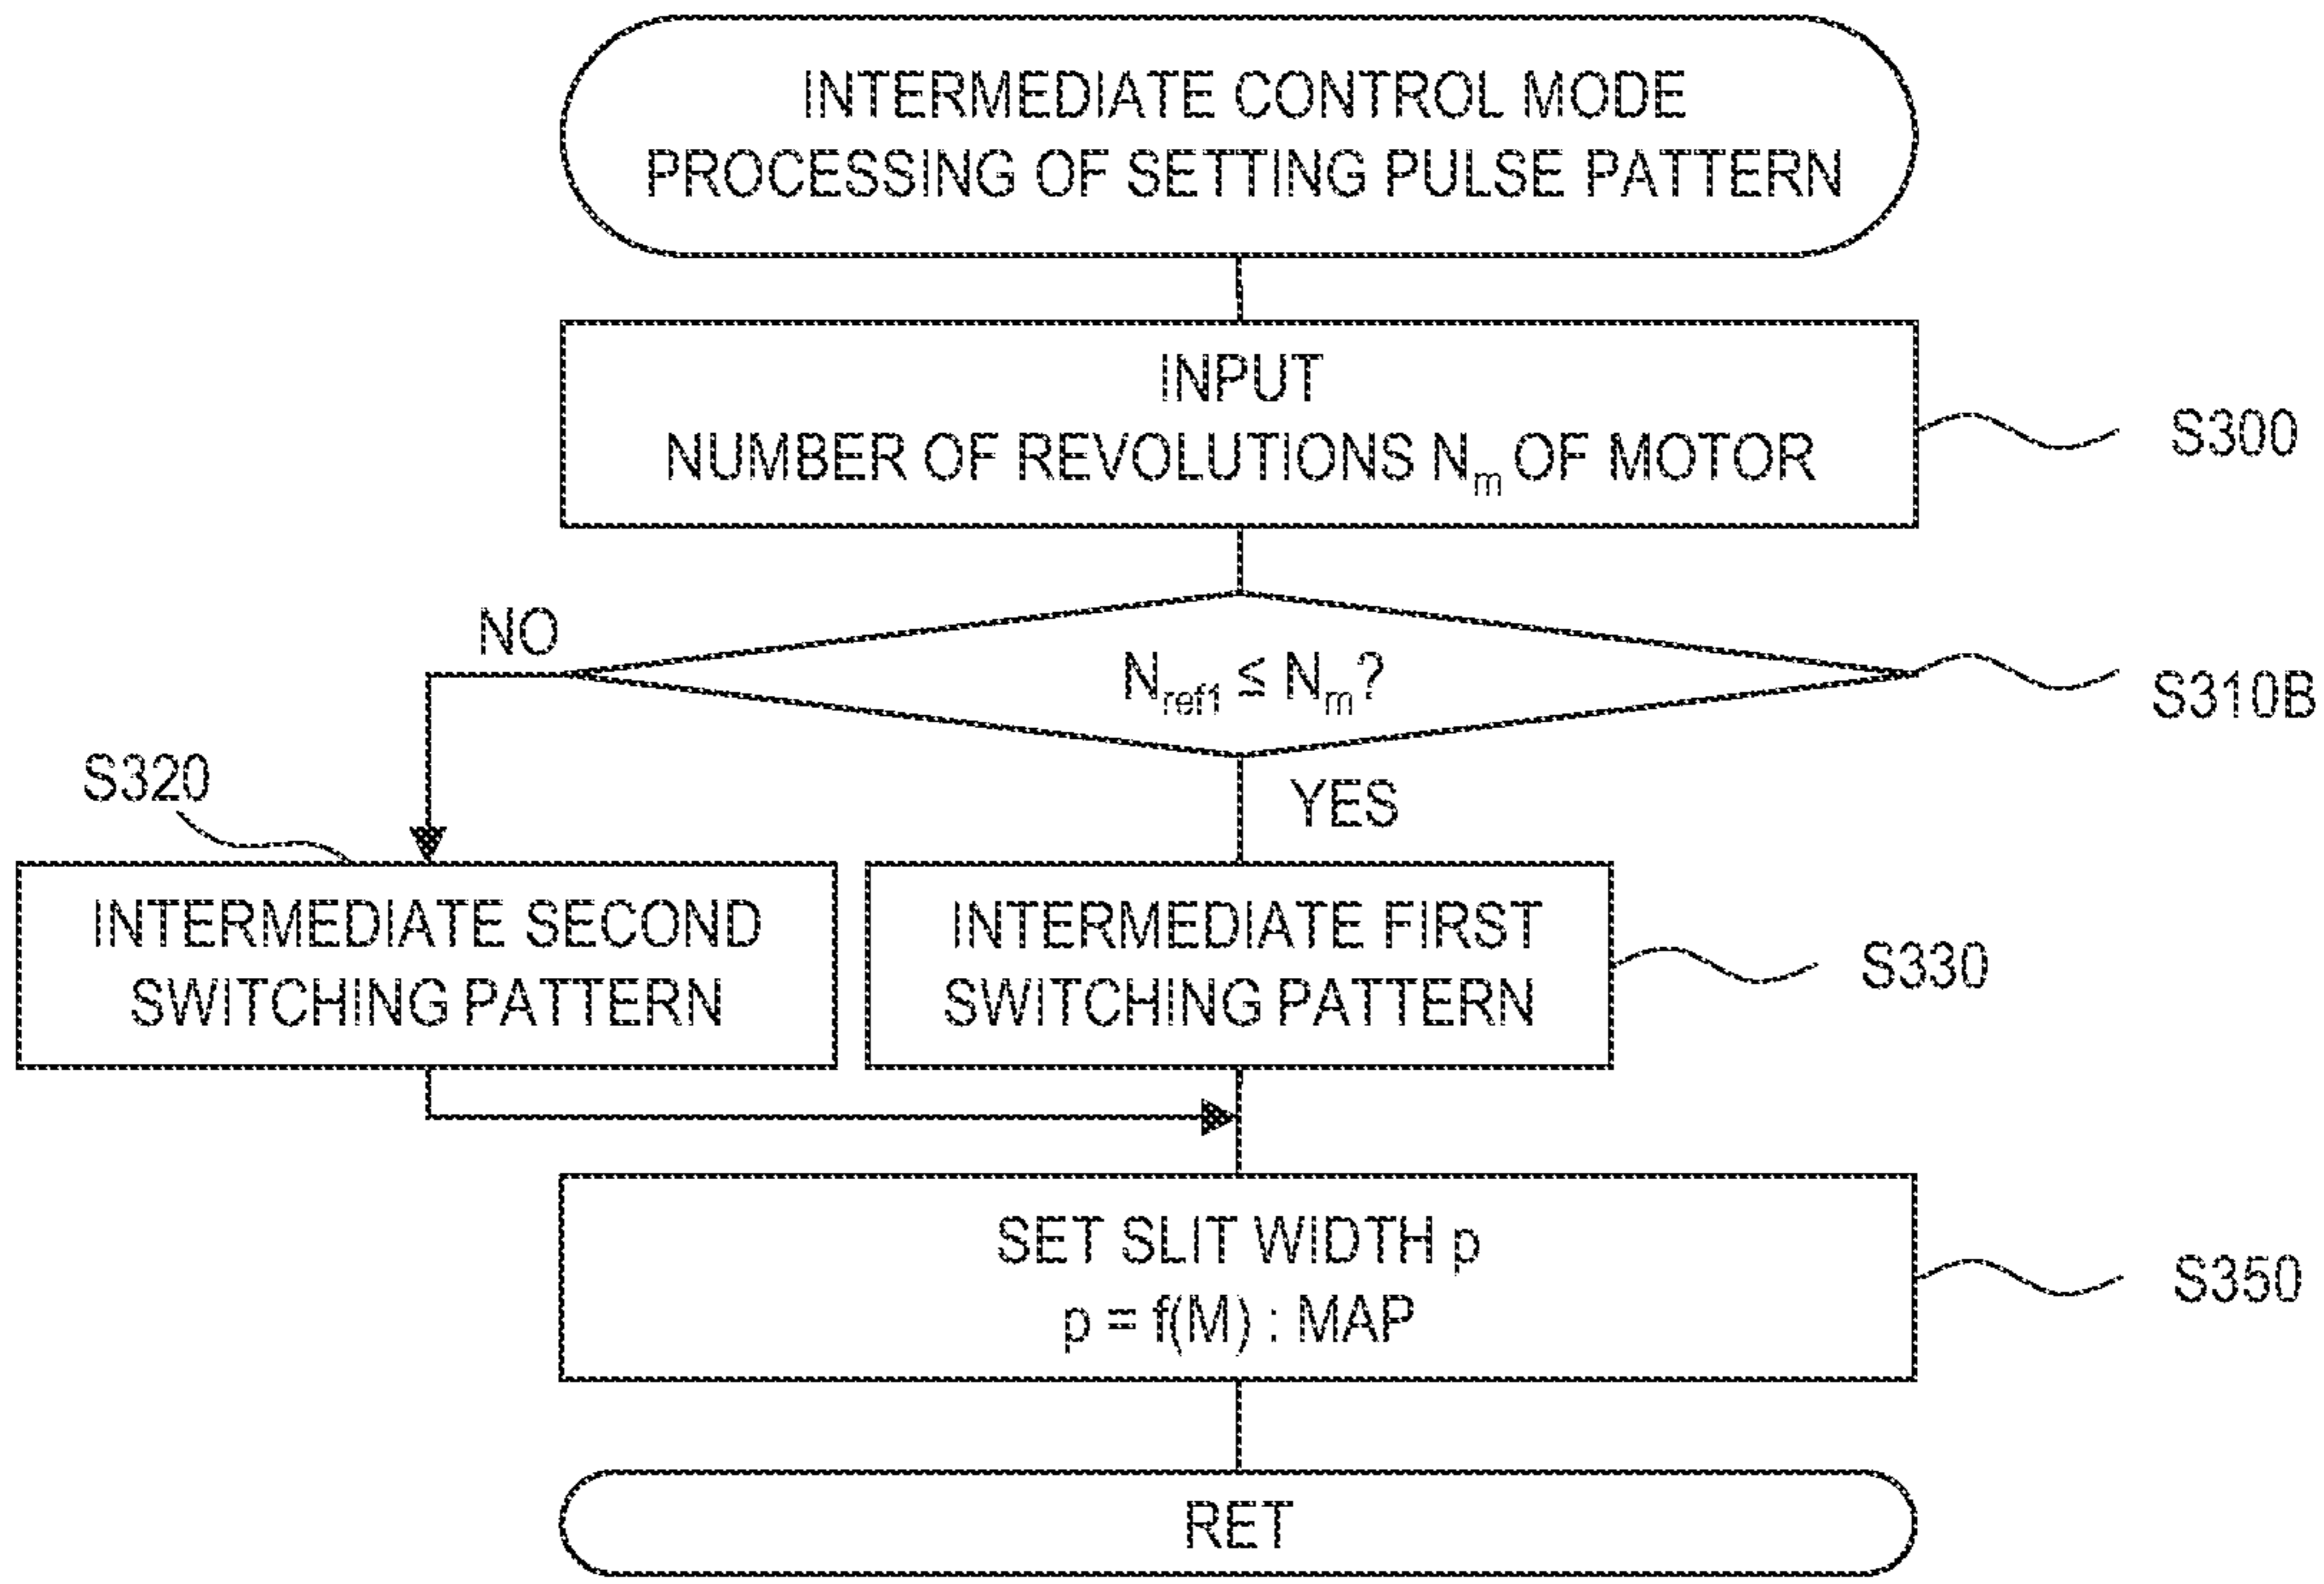 INTERMEDIATE CONTROL MODE
PROCESSING OF SETTING PULSE PATTERN
INPUT
NUMBER OF REVOLUTIONS Nm OF MOTOR
S300
NO
Nref1 ≤ Nm?
S310B
S320
YES
INTERMEDIATE SECOND
SWITCHING PATTERN
INTERMEDIATE FIRST
SWITCHING PATTERN
S330
SET SLIT WIDTH p
p = f(M) : MAP
S350
RET